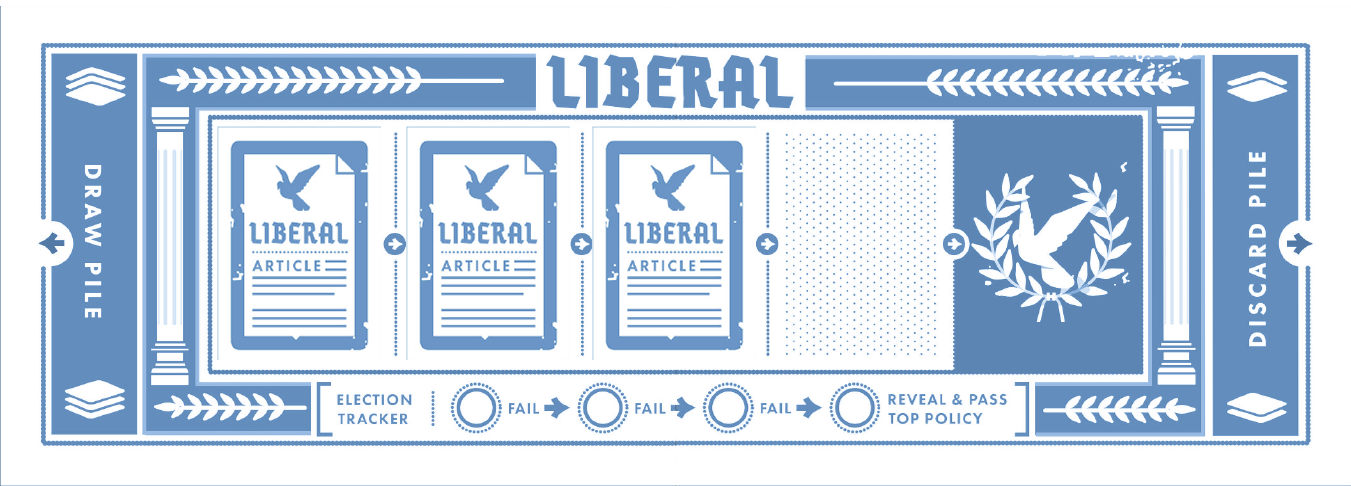 LIBERAL
DRAW PILE
LIBERAL
ARTICLE
LIBERAL
ARTICLE
LIBERAL
ARTICLE
DISCARD PILE
ELECTION
TRACKER
FAIL
FAIL
FAIL
REVEAL & PASS
TOP POLICY